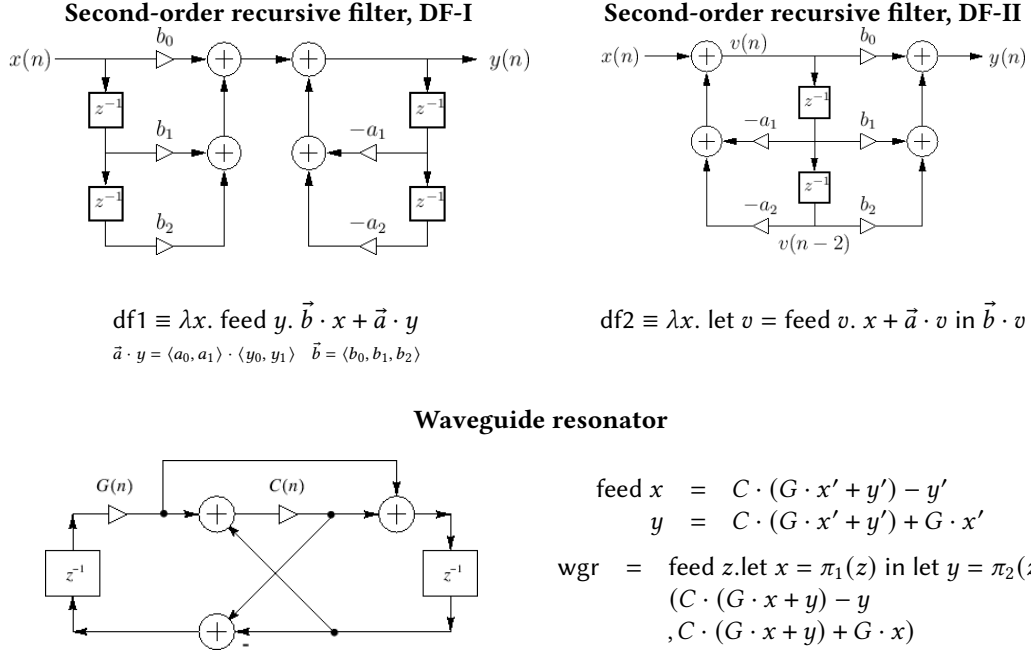 Second-order recursive filter, DF-I
x(n) b₀ y(n)
z⁻¹ z⁻¹
b₁ −a₁
z⁻¹ z⁻¹
b₂ −a₂
df1 ≡ λx. feed y. b⃗ · x + a⃗ · y
a⃗ · y = ⟨a₀, a₁⟩ · ⟨y₀, y₁⟩ b⃗ = ⟨b₀, b₁, b₂⟩
Second-order recursive filter, DF-II
x(n) v(n) b₀ y(n)
z⁻¹
−a₁ b₁
z⁻¹
−a₂ b₂
v(n − 2)
df2 ≡ λx. let v = feed v. x + a⃗ · v in b⃗ · v
Waveguide resonator
G(n) C(n)
z⁻¹ z⁻¹
-
feed x = C · (G · x′ + y′) − y′
y = C · (G · x′ + y′) + G · x′
wgr = feed z.let x = π₁(z) in let y = π₂(z
(C · (G · x + y) − y
,C · (G · x + y) + G · x)